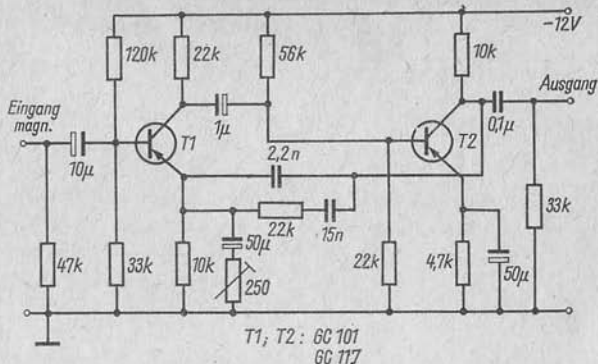 -12V
120k
22k
56k
10k
Eingang
magn.
Ausgang
10µ
T1
1µ
T2
0,1µ
2,2n
22k
15n
50µ
47k
33k
10k
250
22k
4,7k
50µ
33k
T1; T2: GC 101
GC 117